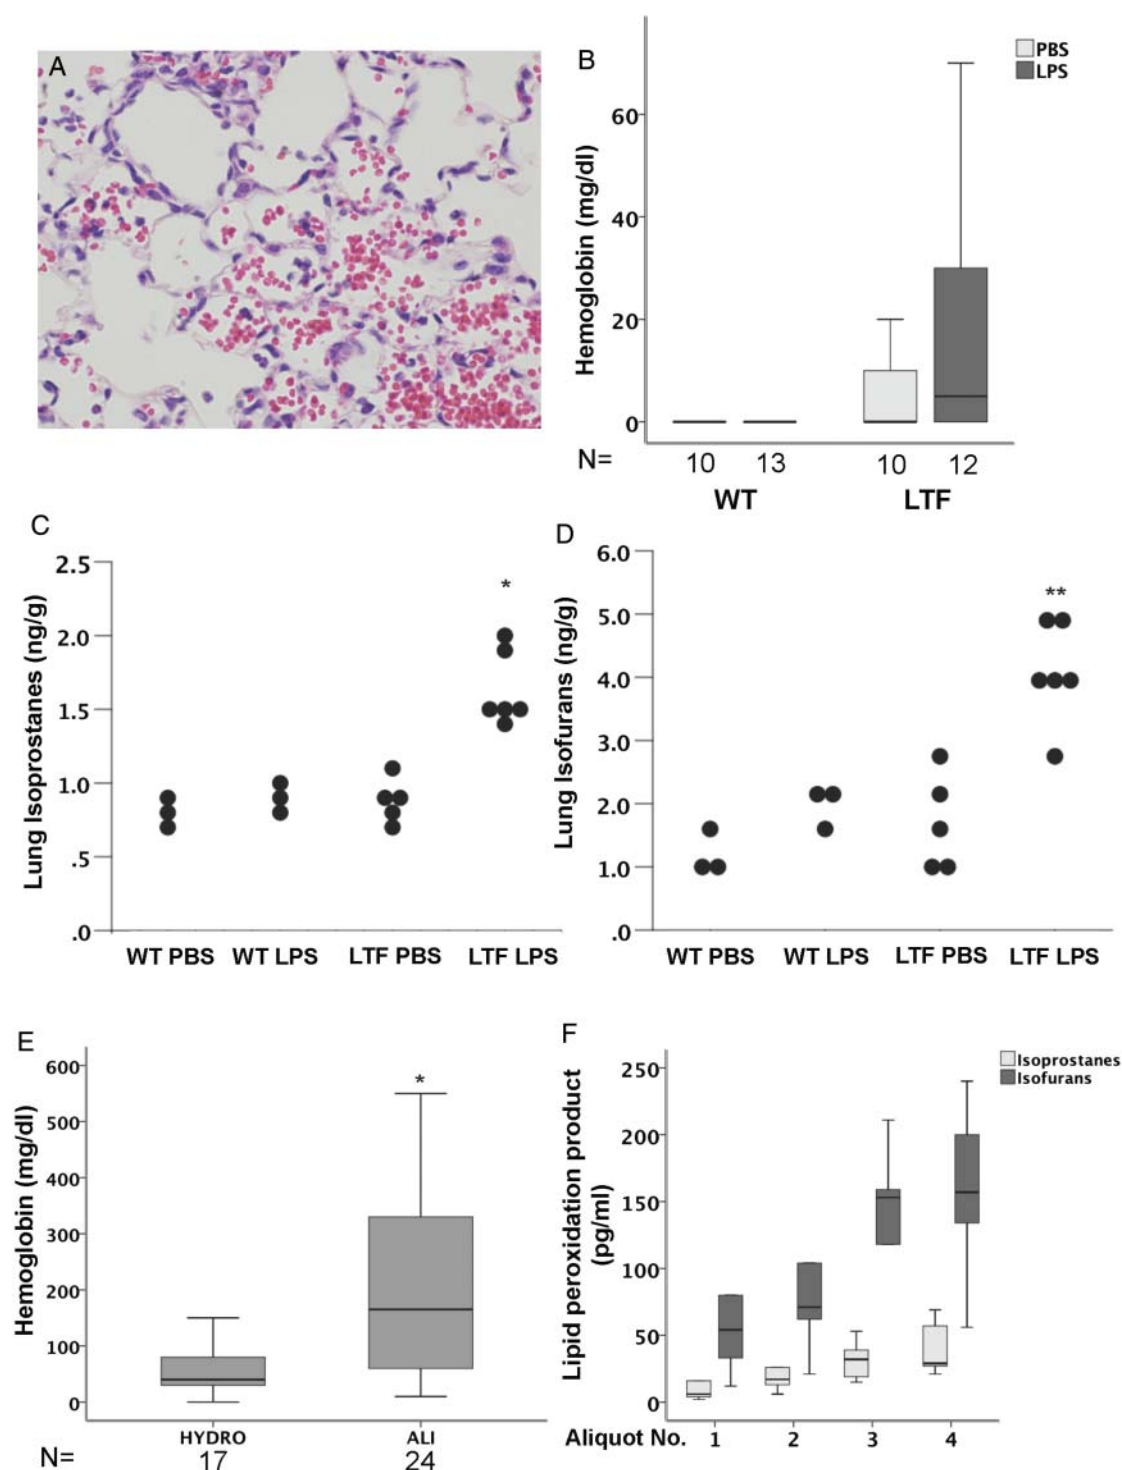 A
B
PBS
LPS
Hemoglobin (mg/dl)
60
40
20
0
N=
10 13 10 12
WT LTF
C
Lung Isoprostanes (ng/g)
2.5
2.0
1.5
1.0
.5
.0
*
WT PBS WT LPS LTF PBS LTF LPS
D
Lung Isofurans (ng/g)
6.0
5.0
4.0
3.0
2.0
1.0
.0
**
WT PBS WT LPS LTF PBS LTF LPS
E
Hemoglobin (mg/dl)
600
500
400
300
200
100
0
*
HYDRO ALI
N= 17 24
F
Isoprostanes
Isofurans
Lipid peroxidation product
(pg/ml)
250
200
150
100
50
0
Aliquot No. 1 2 3 4